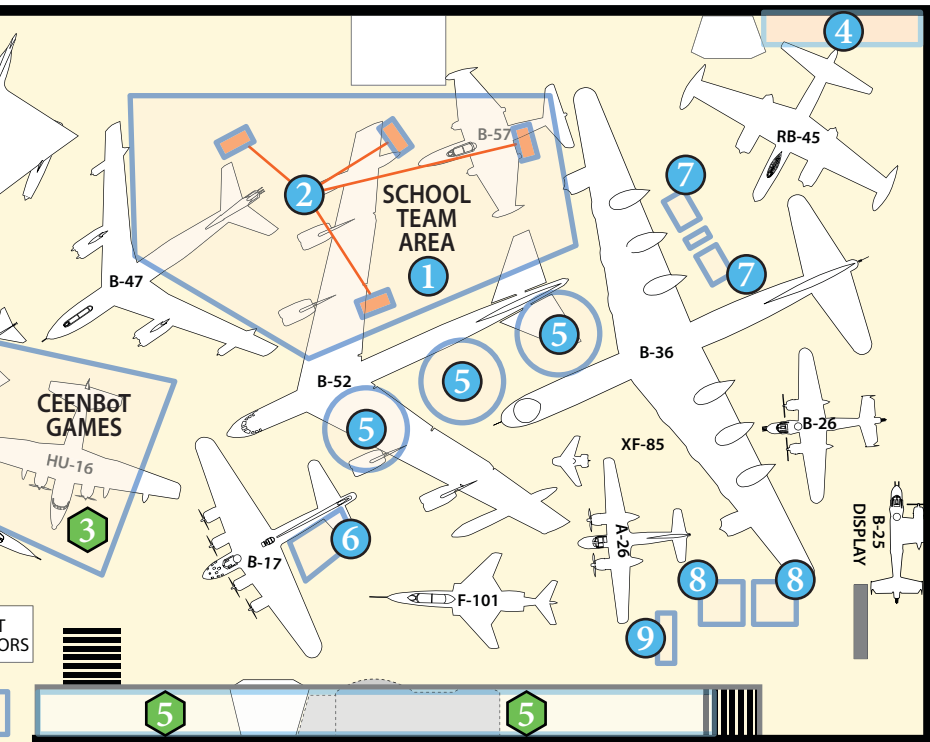 4
B-57
RB-45
7
2
SCHOOL
TEAM
AREA
1
7
B-47
5
B-36
B-52
5
CEENBoT
GAMES
5
B-26
HU-16
XF-85
3
B-17
6
A-26
B-25
DISPLAY
F-101
8
8
T
ORS
9
5
5